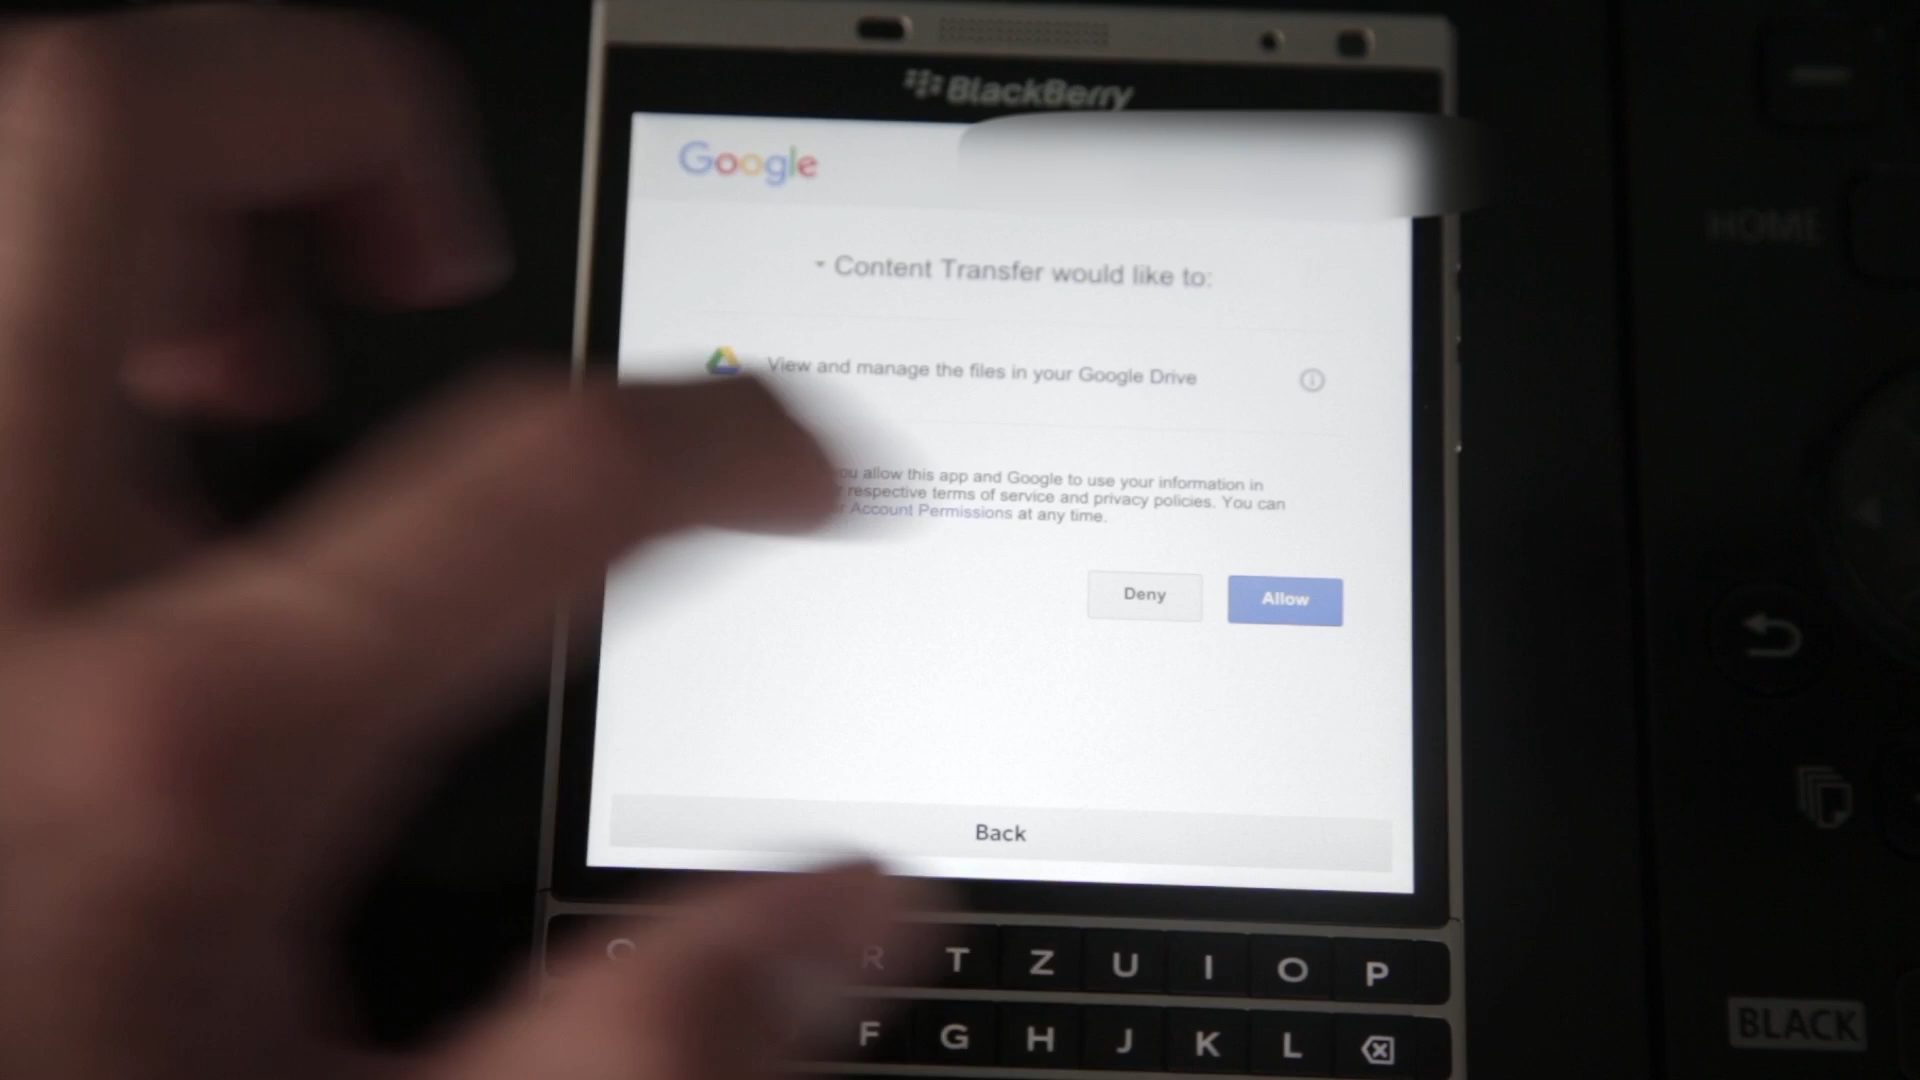 BlackBerry
Google
Content Transfer would like to:
View and manage the files in your Google Drive
you allow this app and Google to use your information in
respective terms of service and privacy policies. You can
Account Permissions at any time.
Deny
Allow
Back
R T Z U I O P
F G H J K L
HOME
BLACK